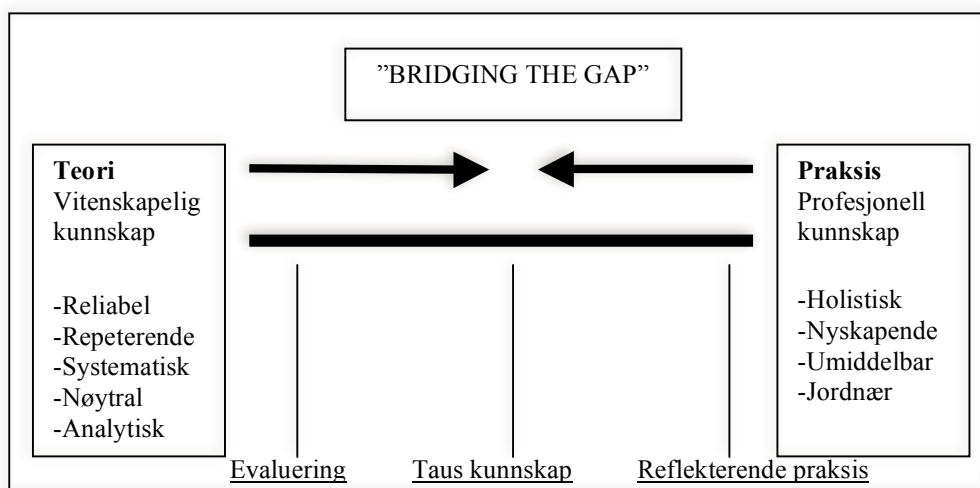 ”BRIDGING THE GAP”
Teori
Vitenskapelig
kunnskap
-Reliabel
-Repeterende
-Systematisk
-Nøytral
-Analytisk
Praksis
Profesjonell
kunnskap
-Holistisk
-Nyskapende
-Umiddelbar
-Jordnær
Evaluering
Taus kunnskap
Reflekterende praksis